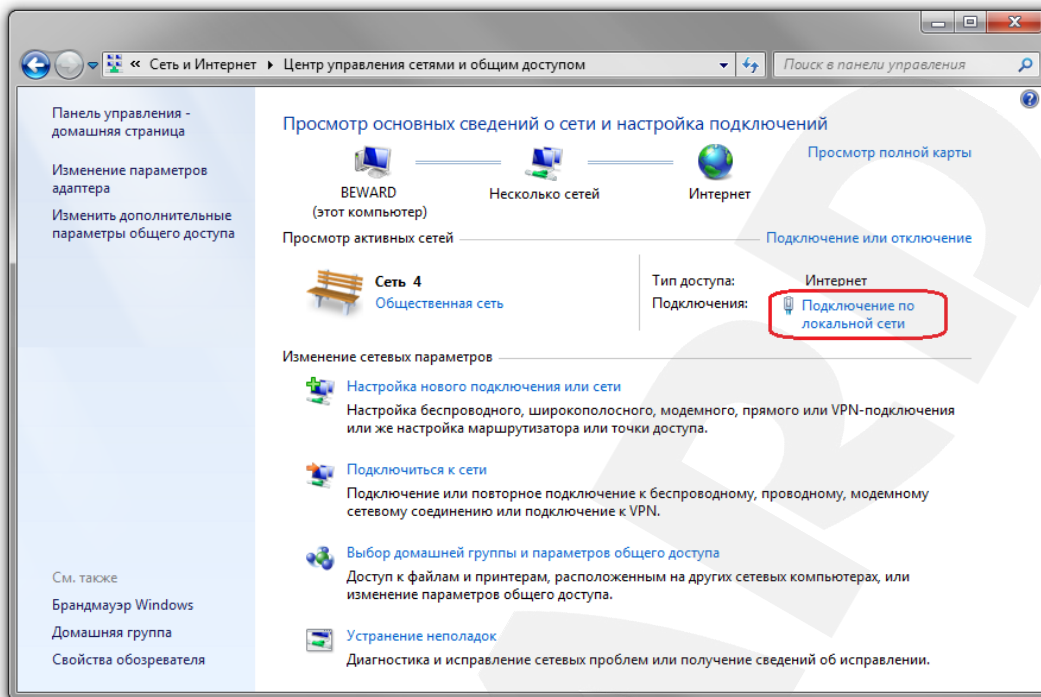 « Сеть и Интернет ▸ Центр управления сетями и общим доступом
Поиск в панели управления
Панель управления -
домашняя страница
Изменение параметров
адаптера
Изменить дополнительные
параметры общего доступа
См. также
Брандмауэр Windows
Домашняя группа
Свойства обозревателя
Просмотр основных сведений о сети и настройка подключений
Просмотр полной карты
BEWARD
(этот компьютер)
Несколько сетей
Интернет
Просмотр активных сетей
Подключение или отключение
Сеть 4
Общественная сеть
Тип доступа: Интернет
Подключения: Подключение по
локальной сети
Изменение сетевых параметров
Настройка нового подключения или сети
Настройка беспроводного, широкополосного, модемного, прямого или VPN-подключения
или же настройка маршрутизатора или точки доступа.
Подключиться к сети
Подключение или повторное подключение к беспроводному, проводному, модемному
сетевому соединению или подключение к VPN.
Выбор домашней группы и параметров общего доступа
Доступ к файлам и принтерам, расположенным на других сетевых компьютерах, или
изменение параметров общего доступа.
Устранение неполадок
Диагностика и исправление сетевых проблем или получение сведений об исправлении.